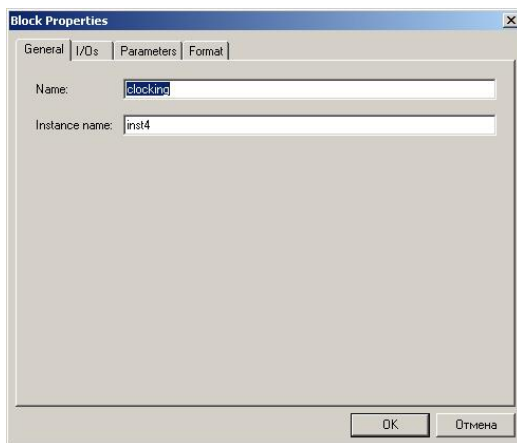 Block Properties
General I/Os Parameters Format
Name: clocking
Instance name: inst4
OK Отмена